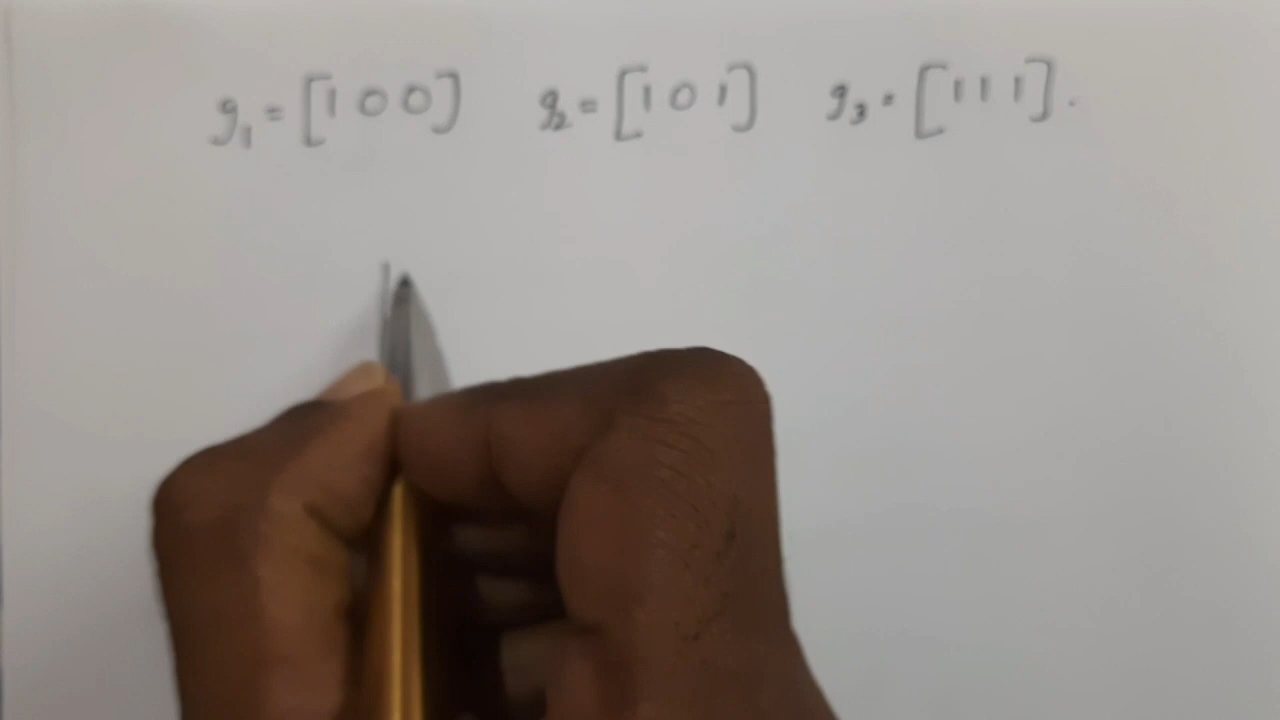 g₁ = [1 0 0] g₂ = [1 0 1] g₃ = [1 1 1].